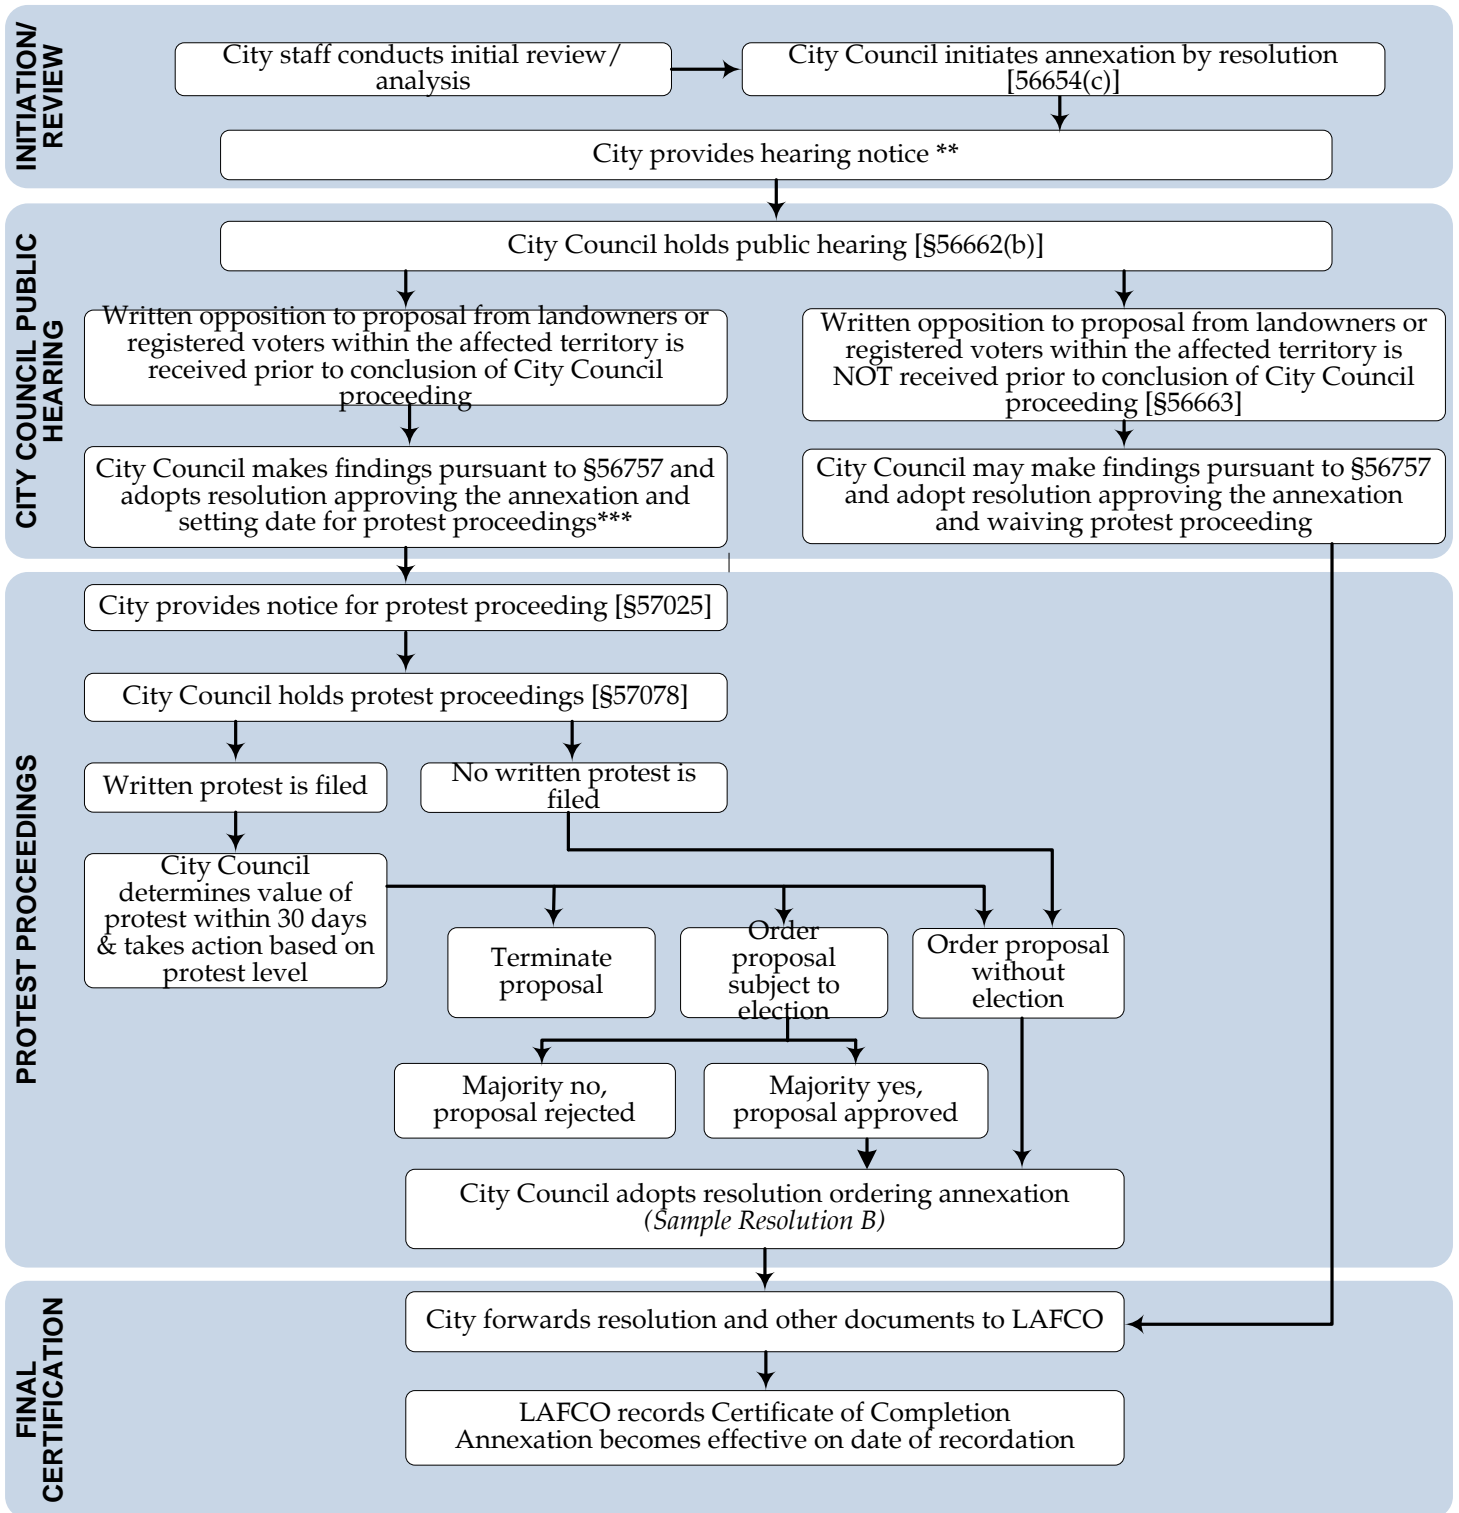 INITIATION/
REVIEW
City staff conducts initial review/
analysis
City Council initiates annexation by resolution
[56654(c)]
City provides hearing notice **
CITY COUNCIL PUBLIC
HEARING
City Council holds public hearing [§56662(b)]
Written opposition to proposal from landowners or
registered voters within the affected territory is
received prior to conclusion of City Council
proceeding
Written opposition to proposal from landowners or
registered voters within the affected territory is
NOT received prior to conclusion of City Council
proceeding [§56663]
City Council makes findings pursuant to §56757 and
adopts resolution approving the annexation and
setting date for protest proceedings***
City Council may make findings pursuant to §56757
and adopt resolution approving the annexation
and waiving protest proceeding
PROTEST PROCEEDINGS
City provides notice for protest proceeding [§57025]
City Council holds protest proceedings [§57078]
Written protest is filed
No written protest is
filed
City Council
determines value of
protest within 30 days
& takes action based on
protest level
Terminate
proposal
Order
proposal
subject to
election
Order proposal
without
election
Majority no,
proposal rejected
Majority yes,
proposal approved
City Council adopts resolution ordering annexation
(Sample Resolution B)
FINAL
CERTIFICATION
City forwards resolution and other documents to LAFCO
LAFCO records Certificate of Completion
Annexation becomes effective on date of recordation